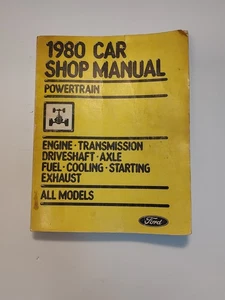 1980 CAR
SHOP MANUAL
POWERTRAIN
ENGINE · TRANSMISSION
DRIVESHAFT · AXLE
FUEL · COOLING · STARTING
EXHAUST
ALL MODELS
Ford